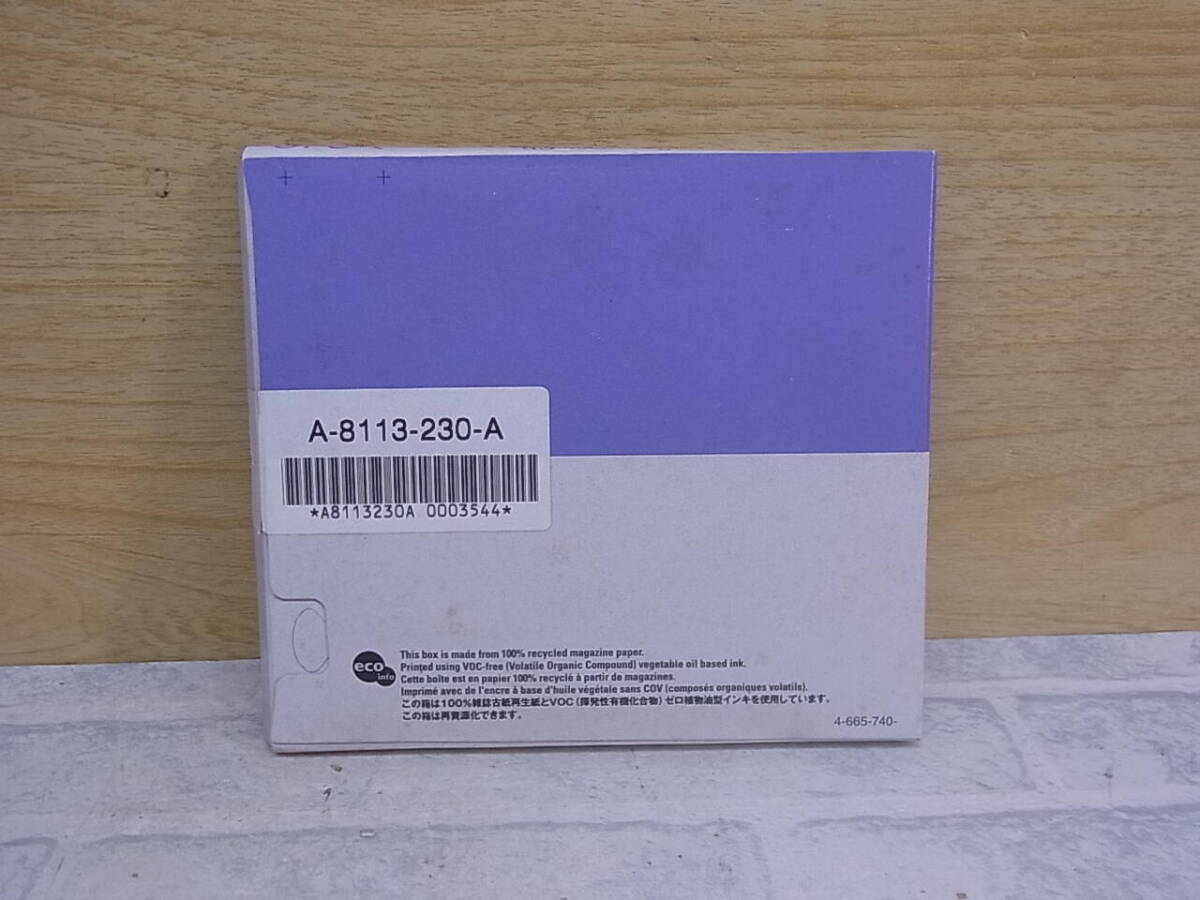 A-8113-230-A
*A8113230A 0003544*
eco
info
This box is made from 100% recycled magazine paper.
Printed using VOC-free (Volatile Organic Compound) vegetable oil based ink.
Cette boîte est en papier 100% recyclé à partir de magazines.
Imprimé avec de l'encre à base d'huile végétale sans COV (composés organiques volatils).
この箱は100%雑誌古紙再生紙とVOC(揮発性有機化合物)ゼロ植物油型インキを使用しています。
この箱は再資源化できます。
4-665-740-